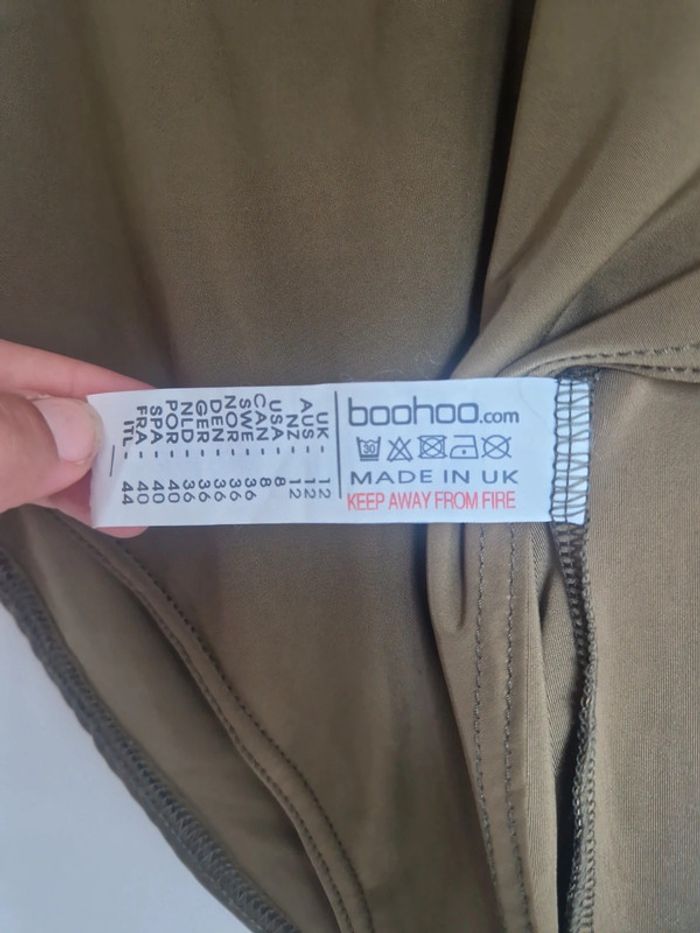 boohoo.com
30
MADE IN UK
KEEP AWAY FROM FIRE
UK - 12
AUS - 12
NZ - 12
USA - 8
CAN - 8
SWE - 36
NOR - 36
DEN - 36
GER - 36
NLD - 36
POR - 40
SPA - 40
FRA - 40
ITL - 44